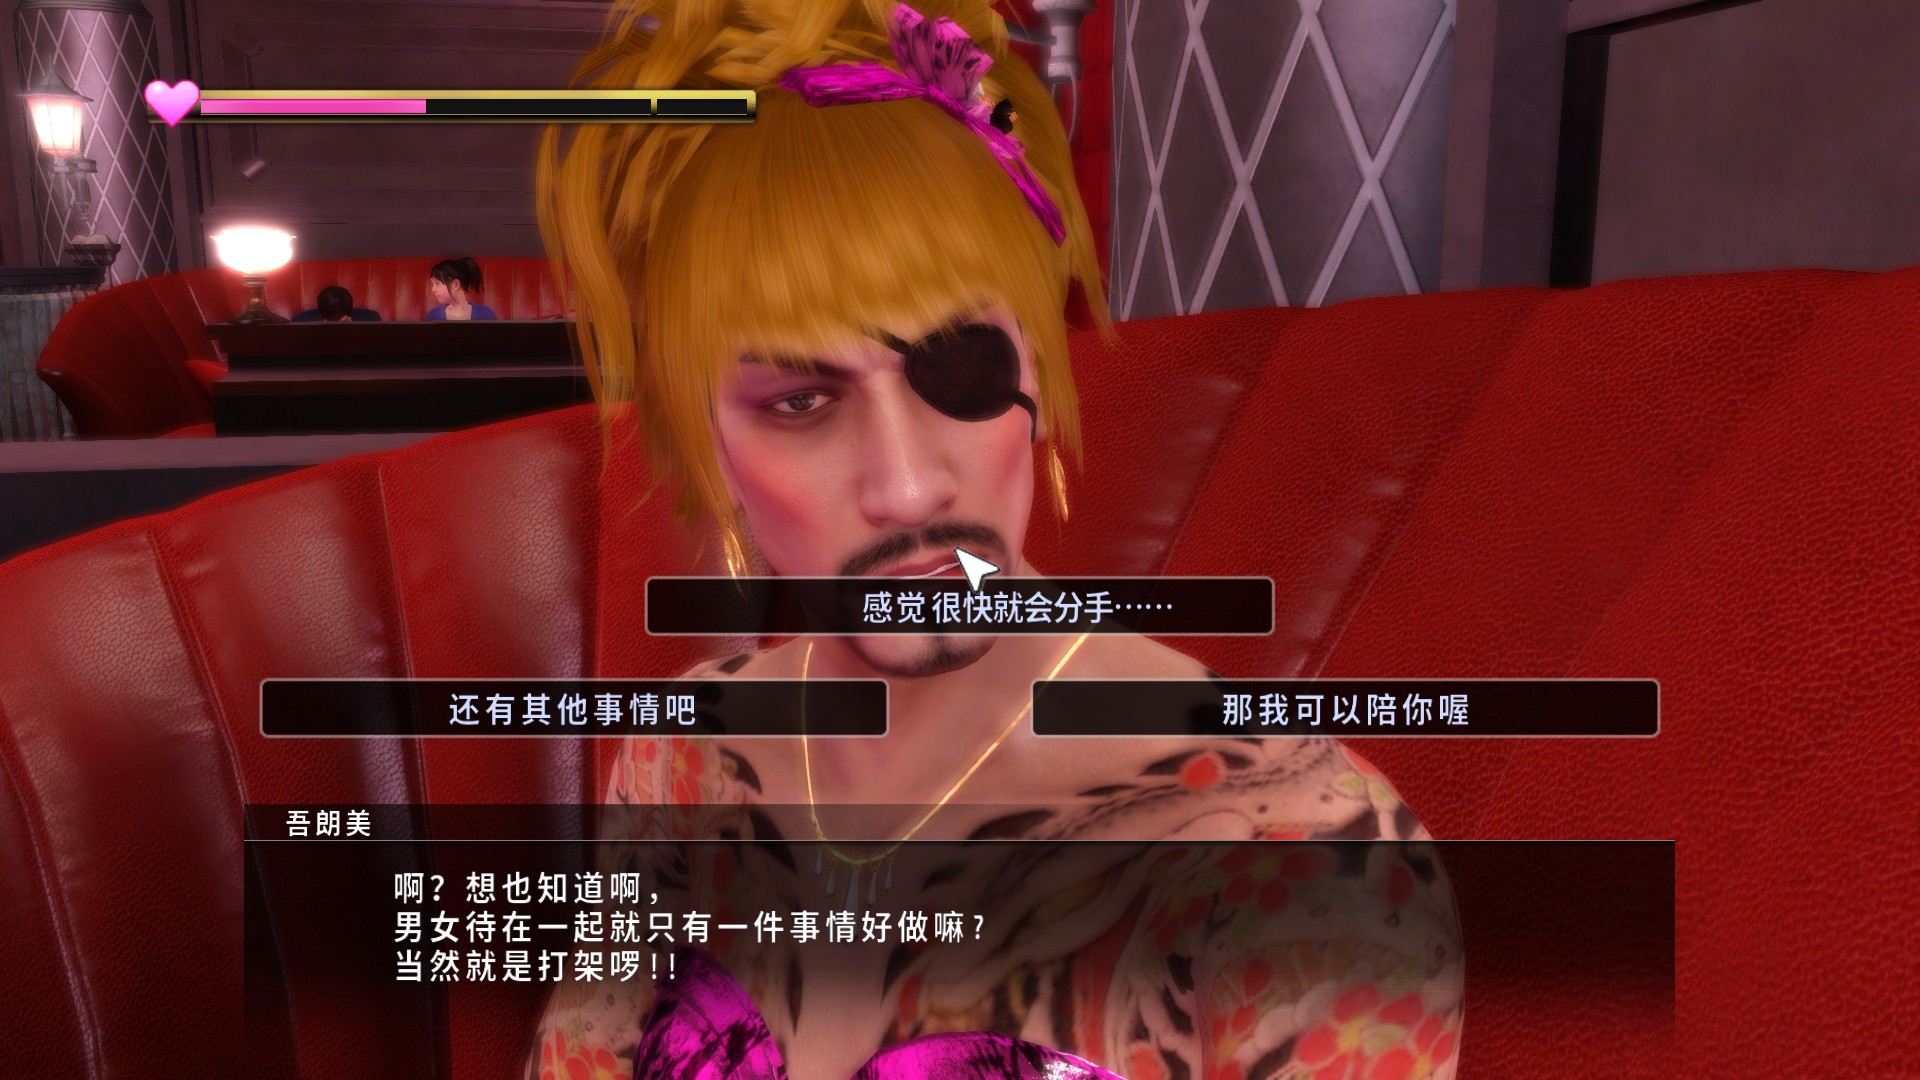 感觉很快就会分手……
还有其他事情吧
那我可以陪你喔
吾朗美
啊？想也知道啊，
男女待在一起就只有一件事情好做嘛？
当然就是打架啰！！